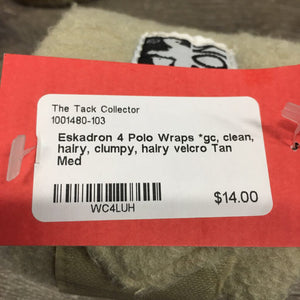 The Tack Collector
1001480-103
Eskadron 4 Polo Wraps *gc, clean,
hairy, clumpy, hairy velcro Tan
Med
$14.00
WC4LUH